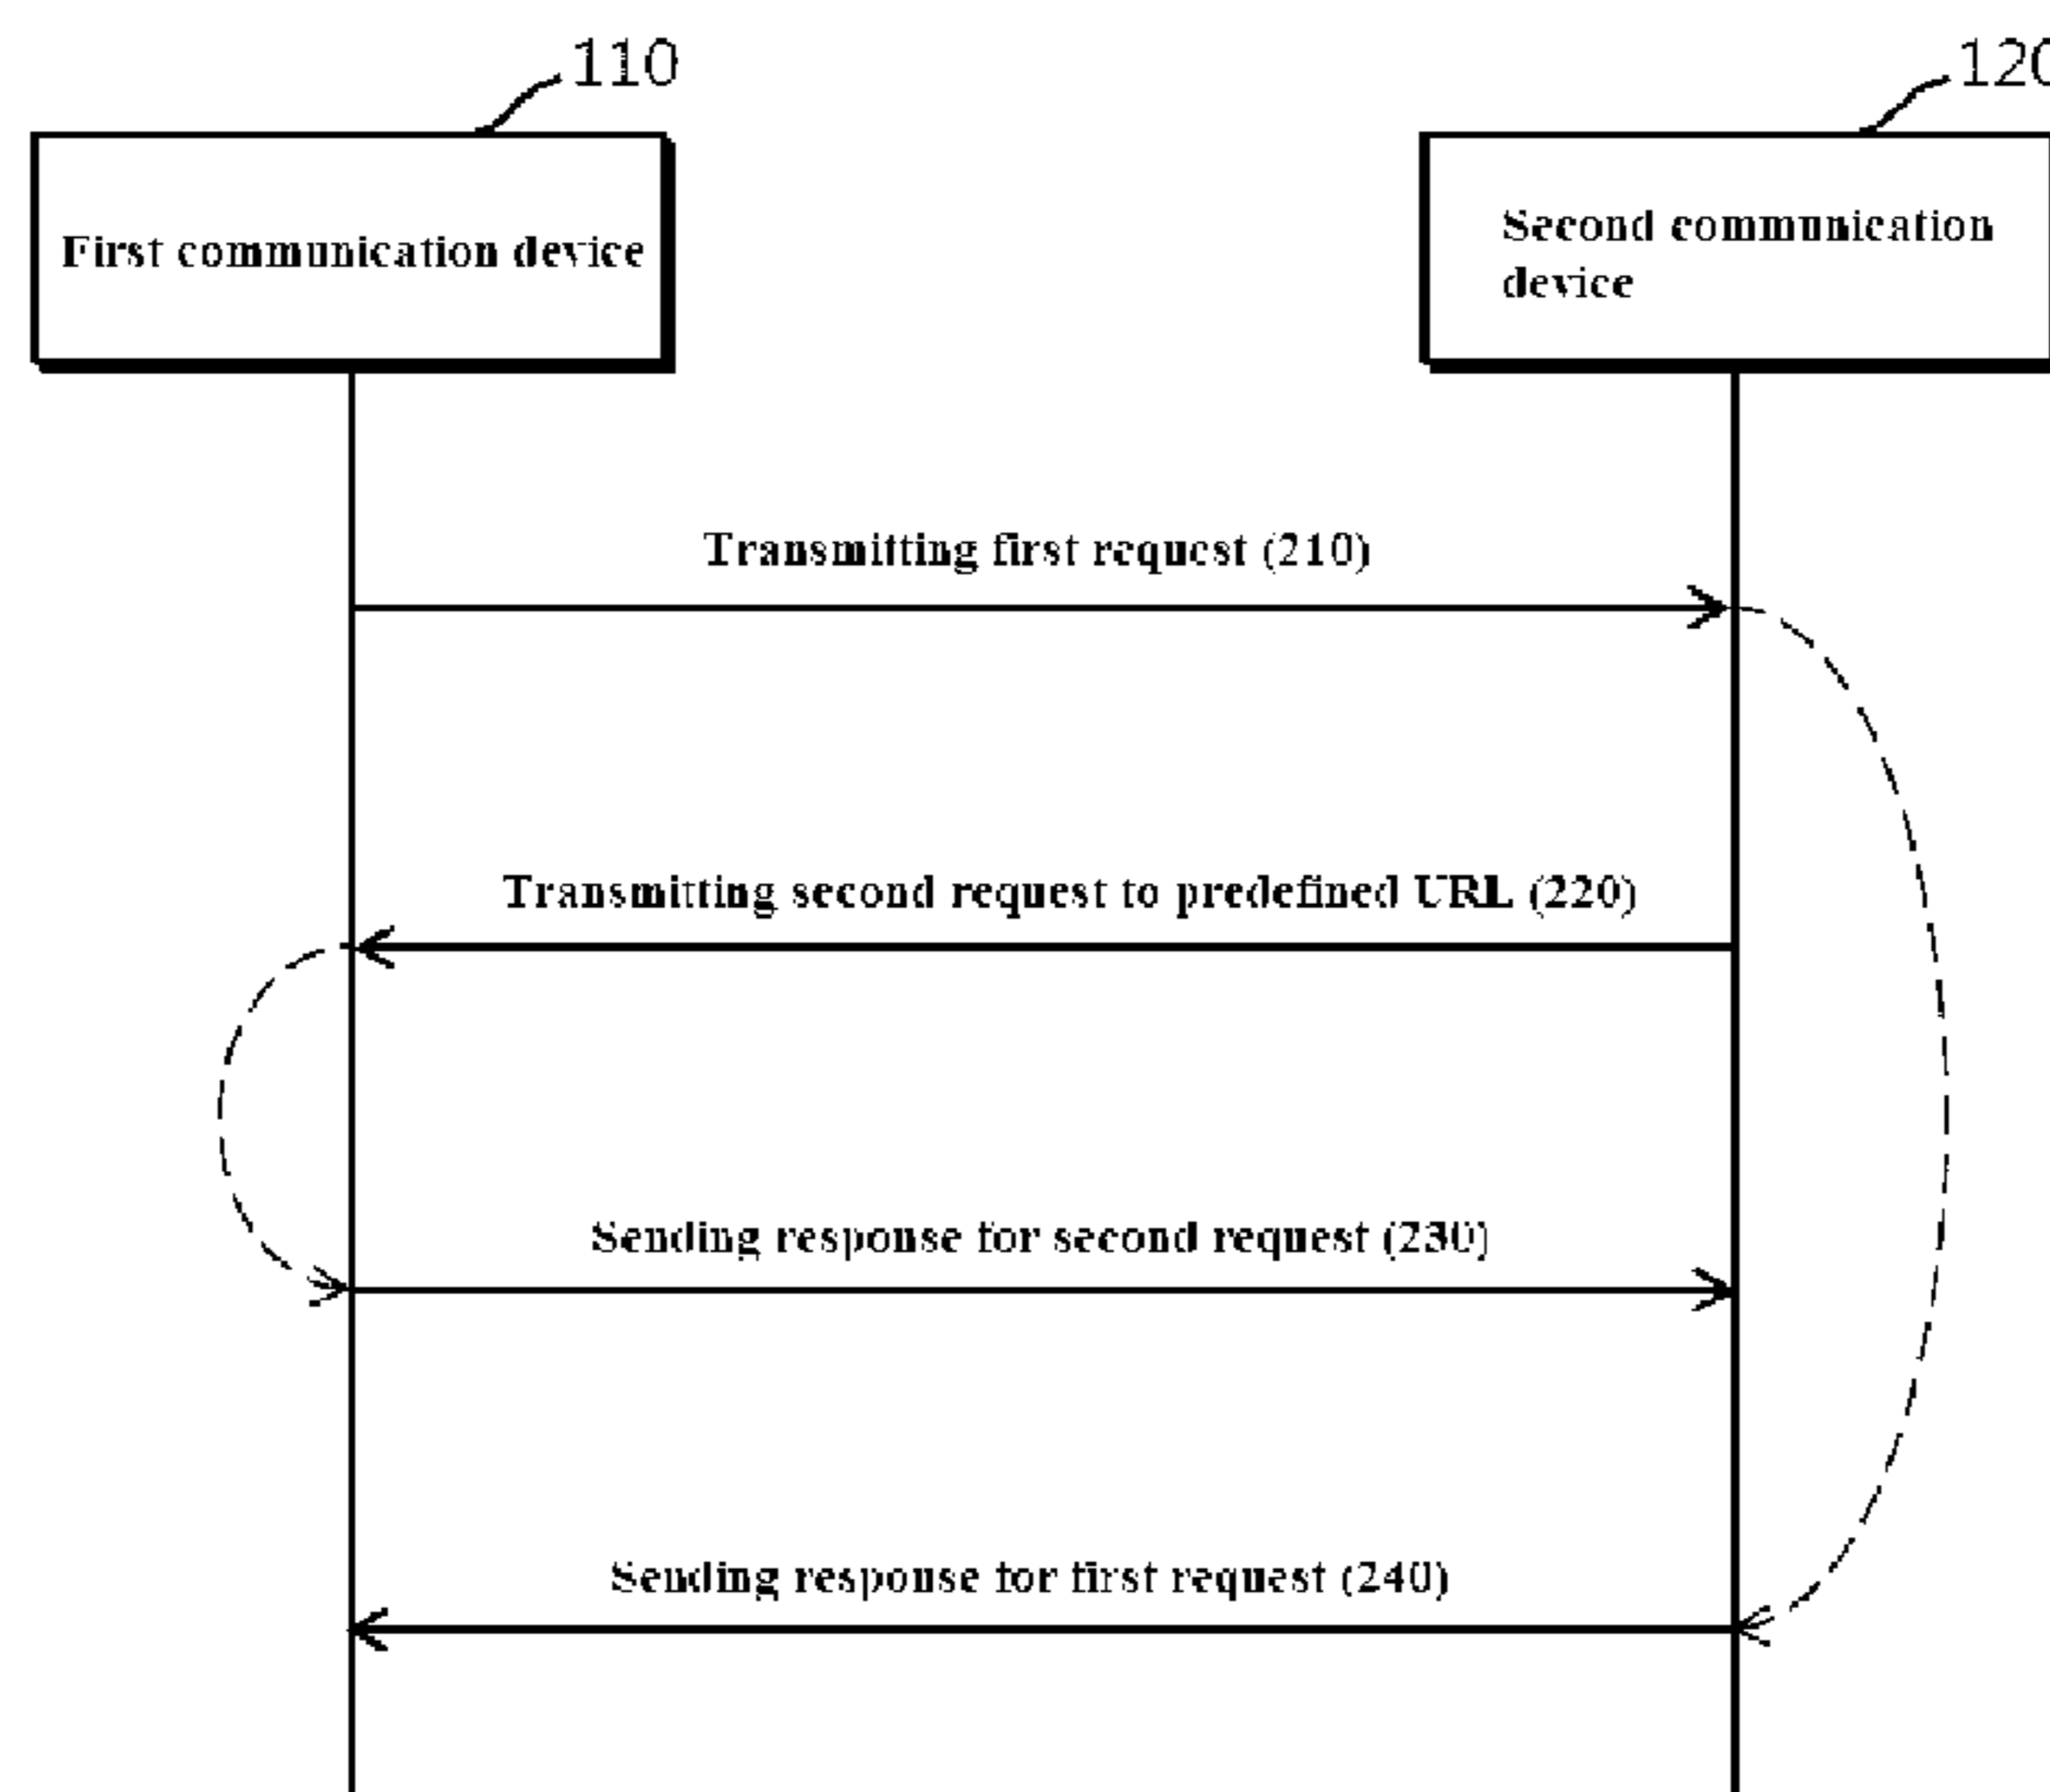 110
120
First communication device
Second communication
device
Transmitting first request (210)
Transmitting second request to predefined URL (220)
Sending response for second request (230)
Sending response for first request (240)